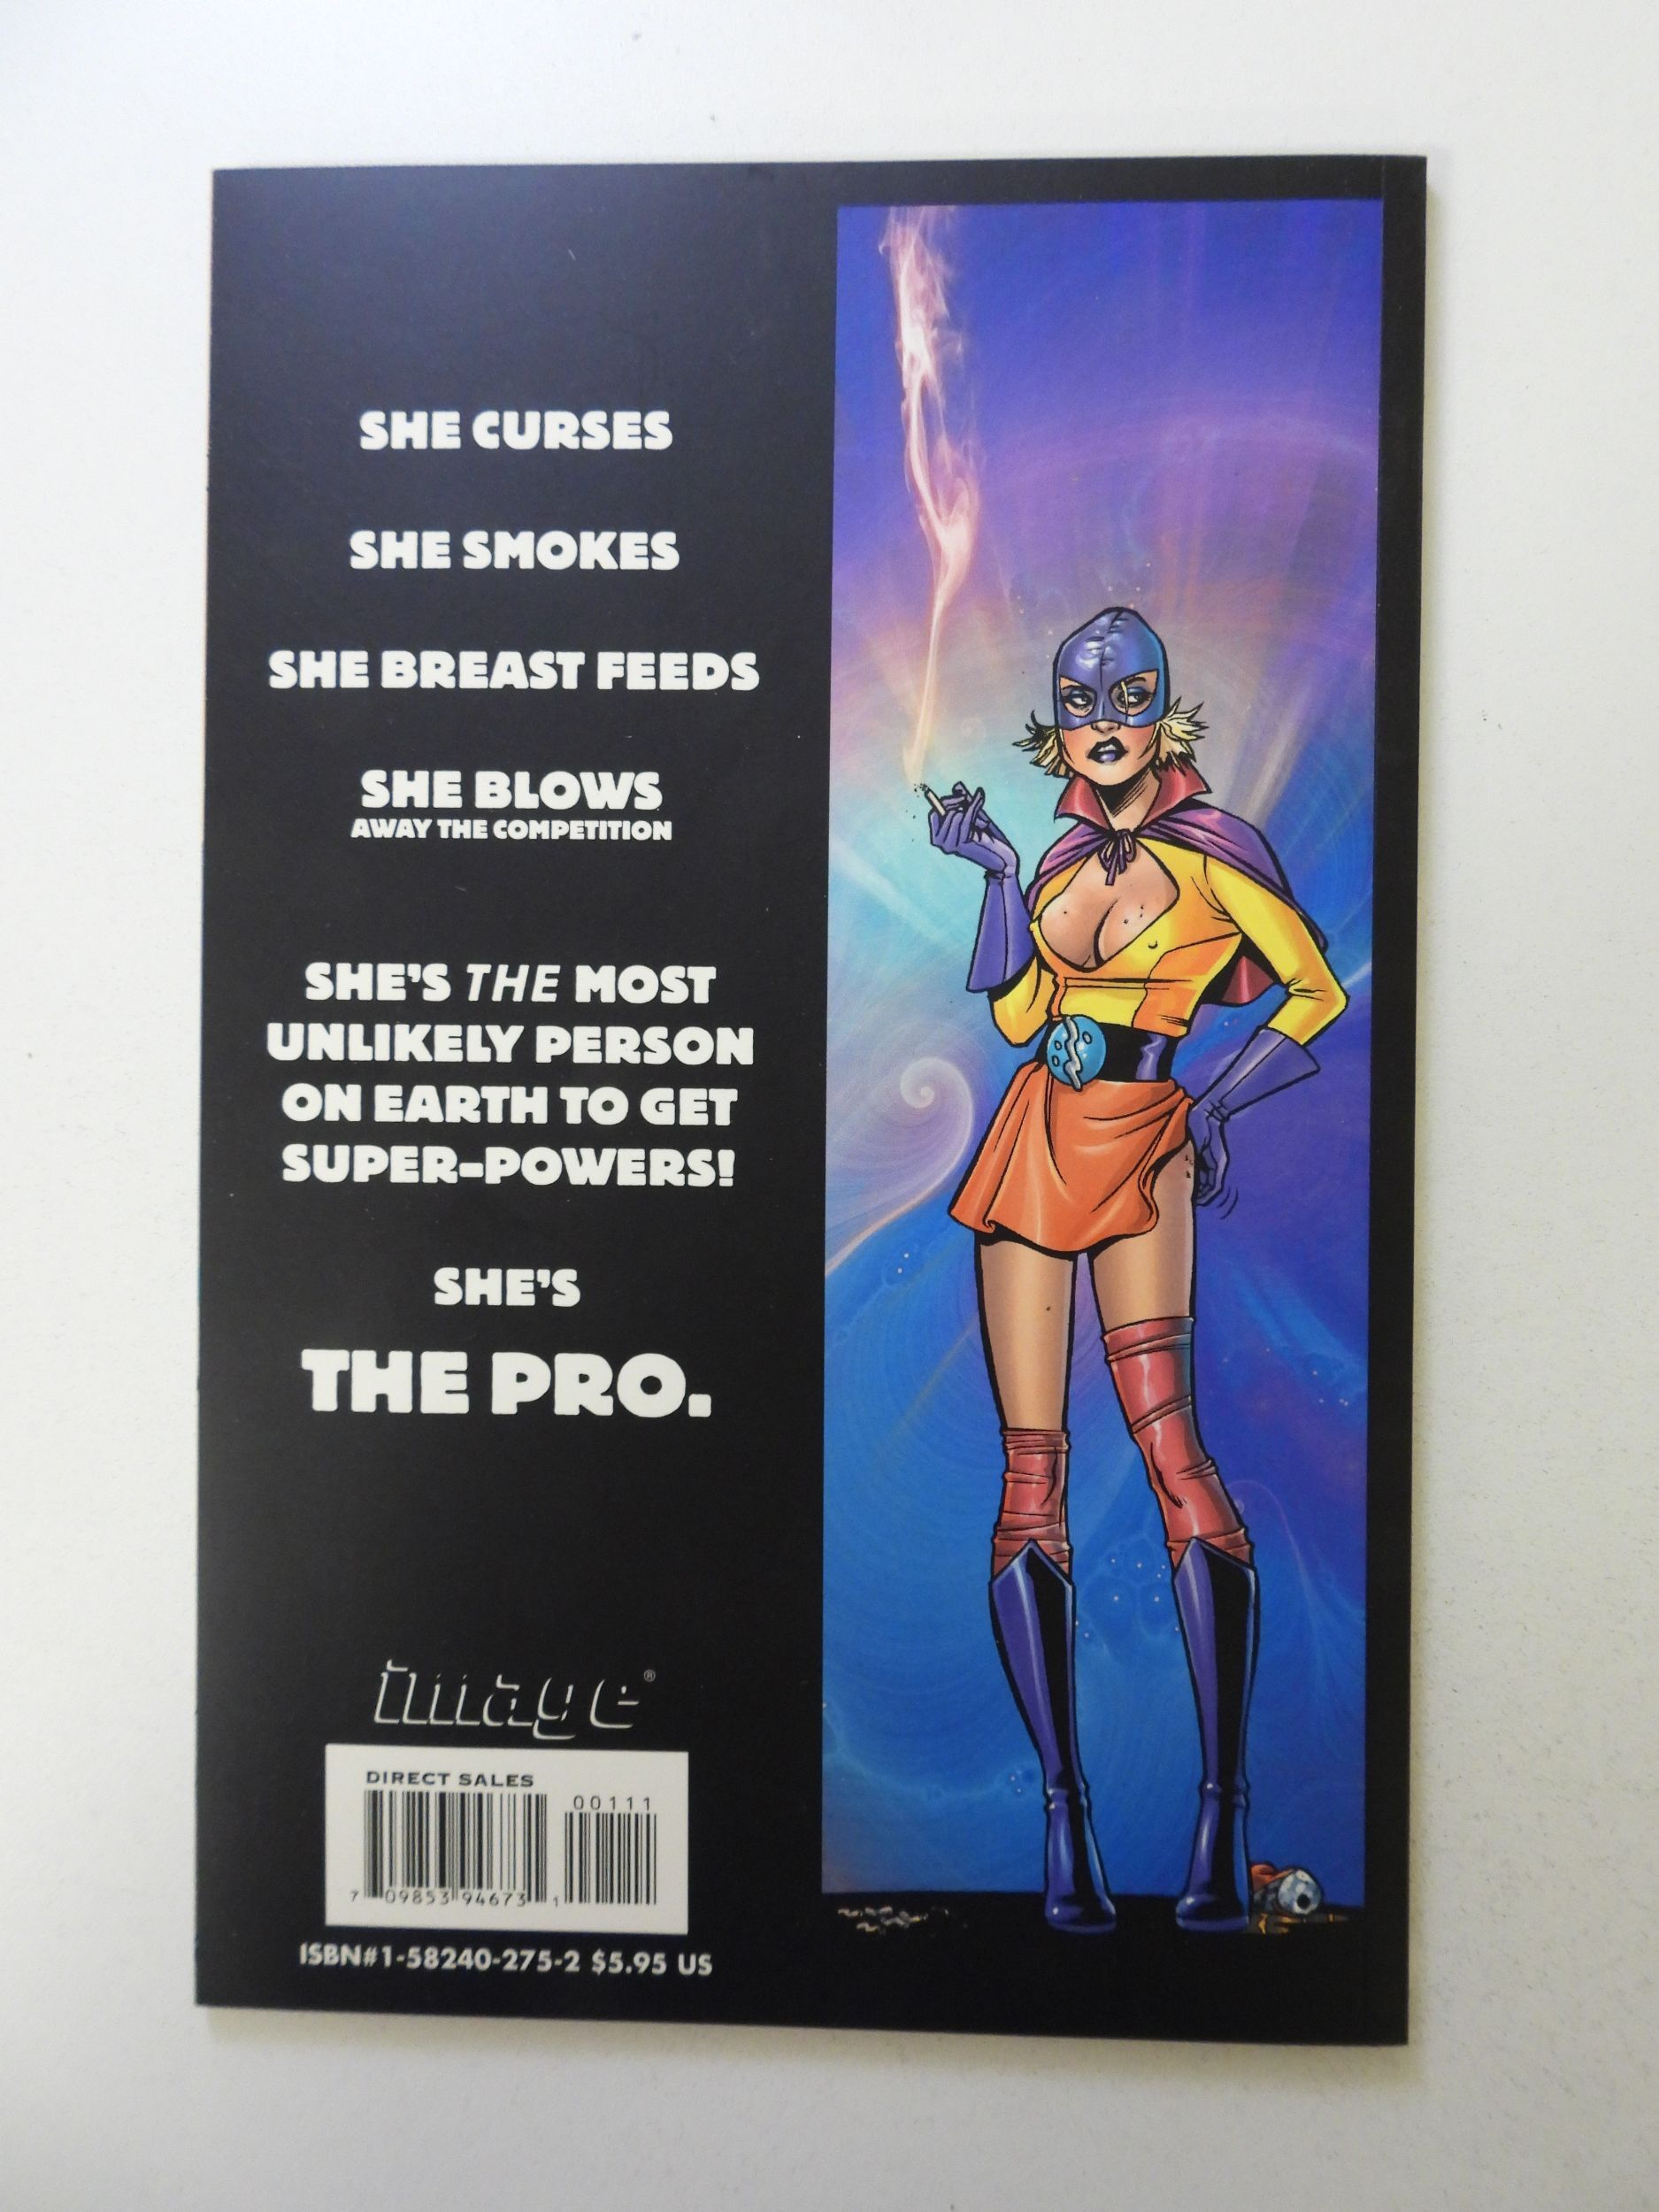 SHE CURSES
SHE SMOKES
SHE BREAST FEEDS
SHE BLOWS
AWAY THE COMPETITION
SHE'S THE MOST
UNLIKELY PERSON
ON EARTH TO GET
SUPER-POWERS!
SHE'S
THE PRO.
image®
DIRECT SALES
00111
7 09853 94673 1
ISBN#1-58240-275-2 $5.95 US